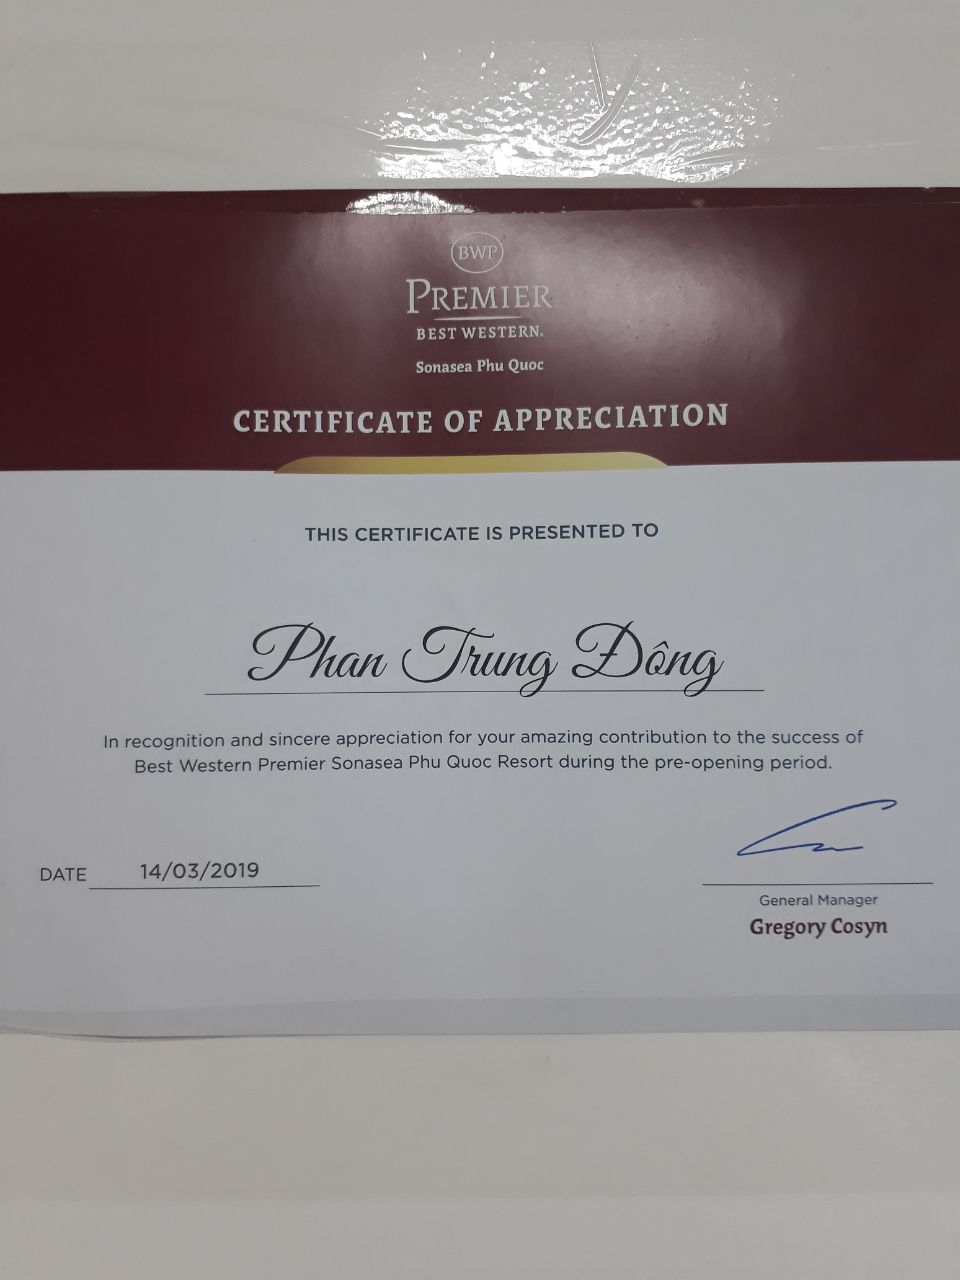 BWP
PREMIER
BEST WESTERN.
Sonasea Phu Quoc
CERTIFICATE OF APPRECIATION
THIS CERTIFICATE IS PRESENTED TO
Phan Trung Đông
In recognition and sincere appreciation for your amazing contribution to the success of
Best Western Premier Sonasea Phu Quoc Resort during the pre-opening period.
DATE 14/03/2019
General Manager
Gregory Cosyn